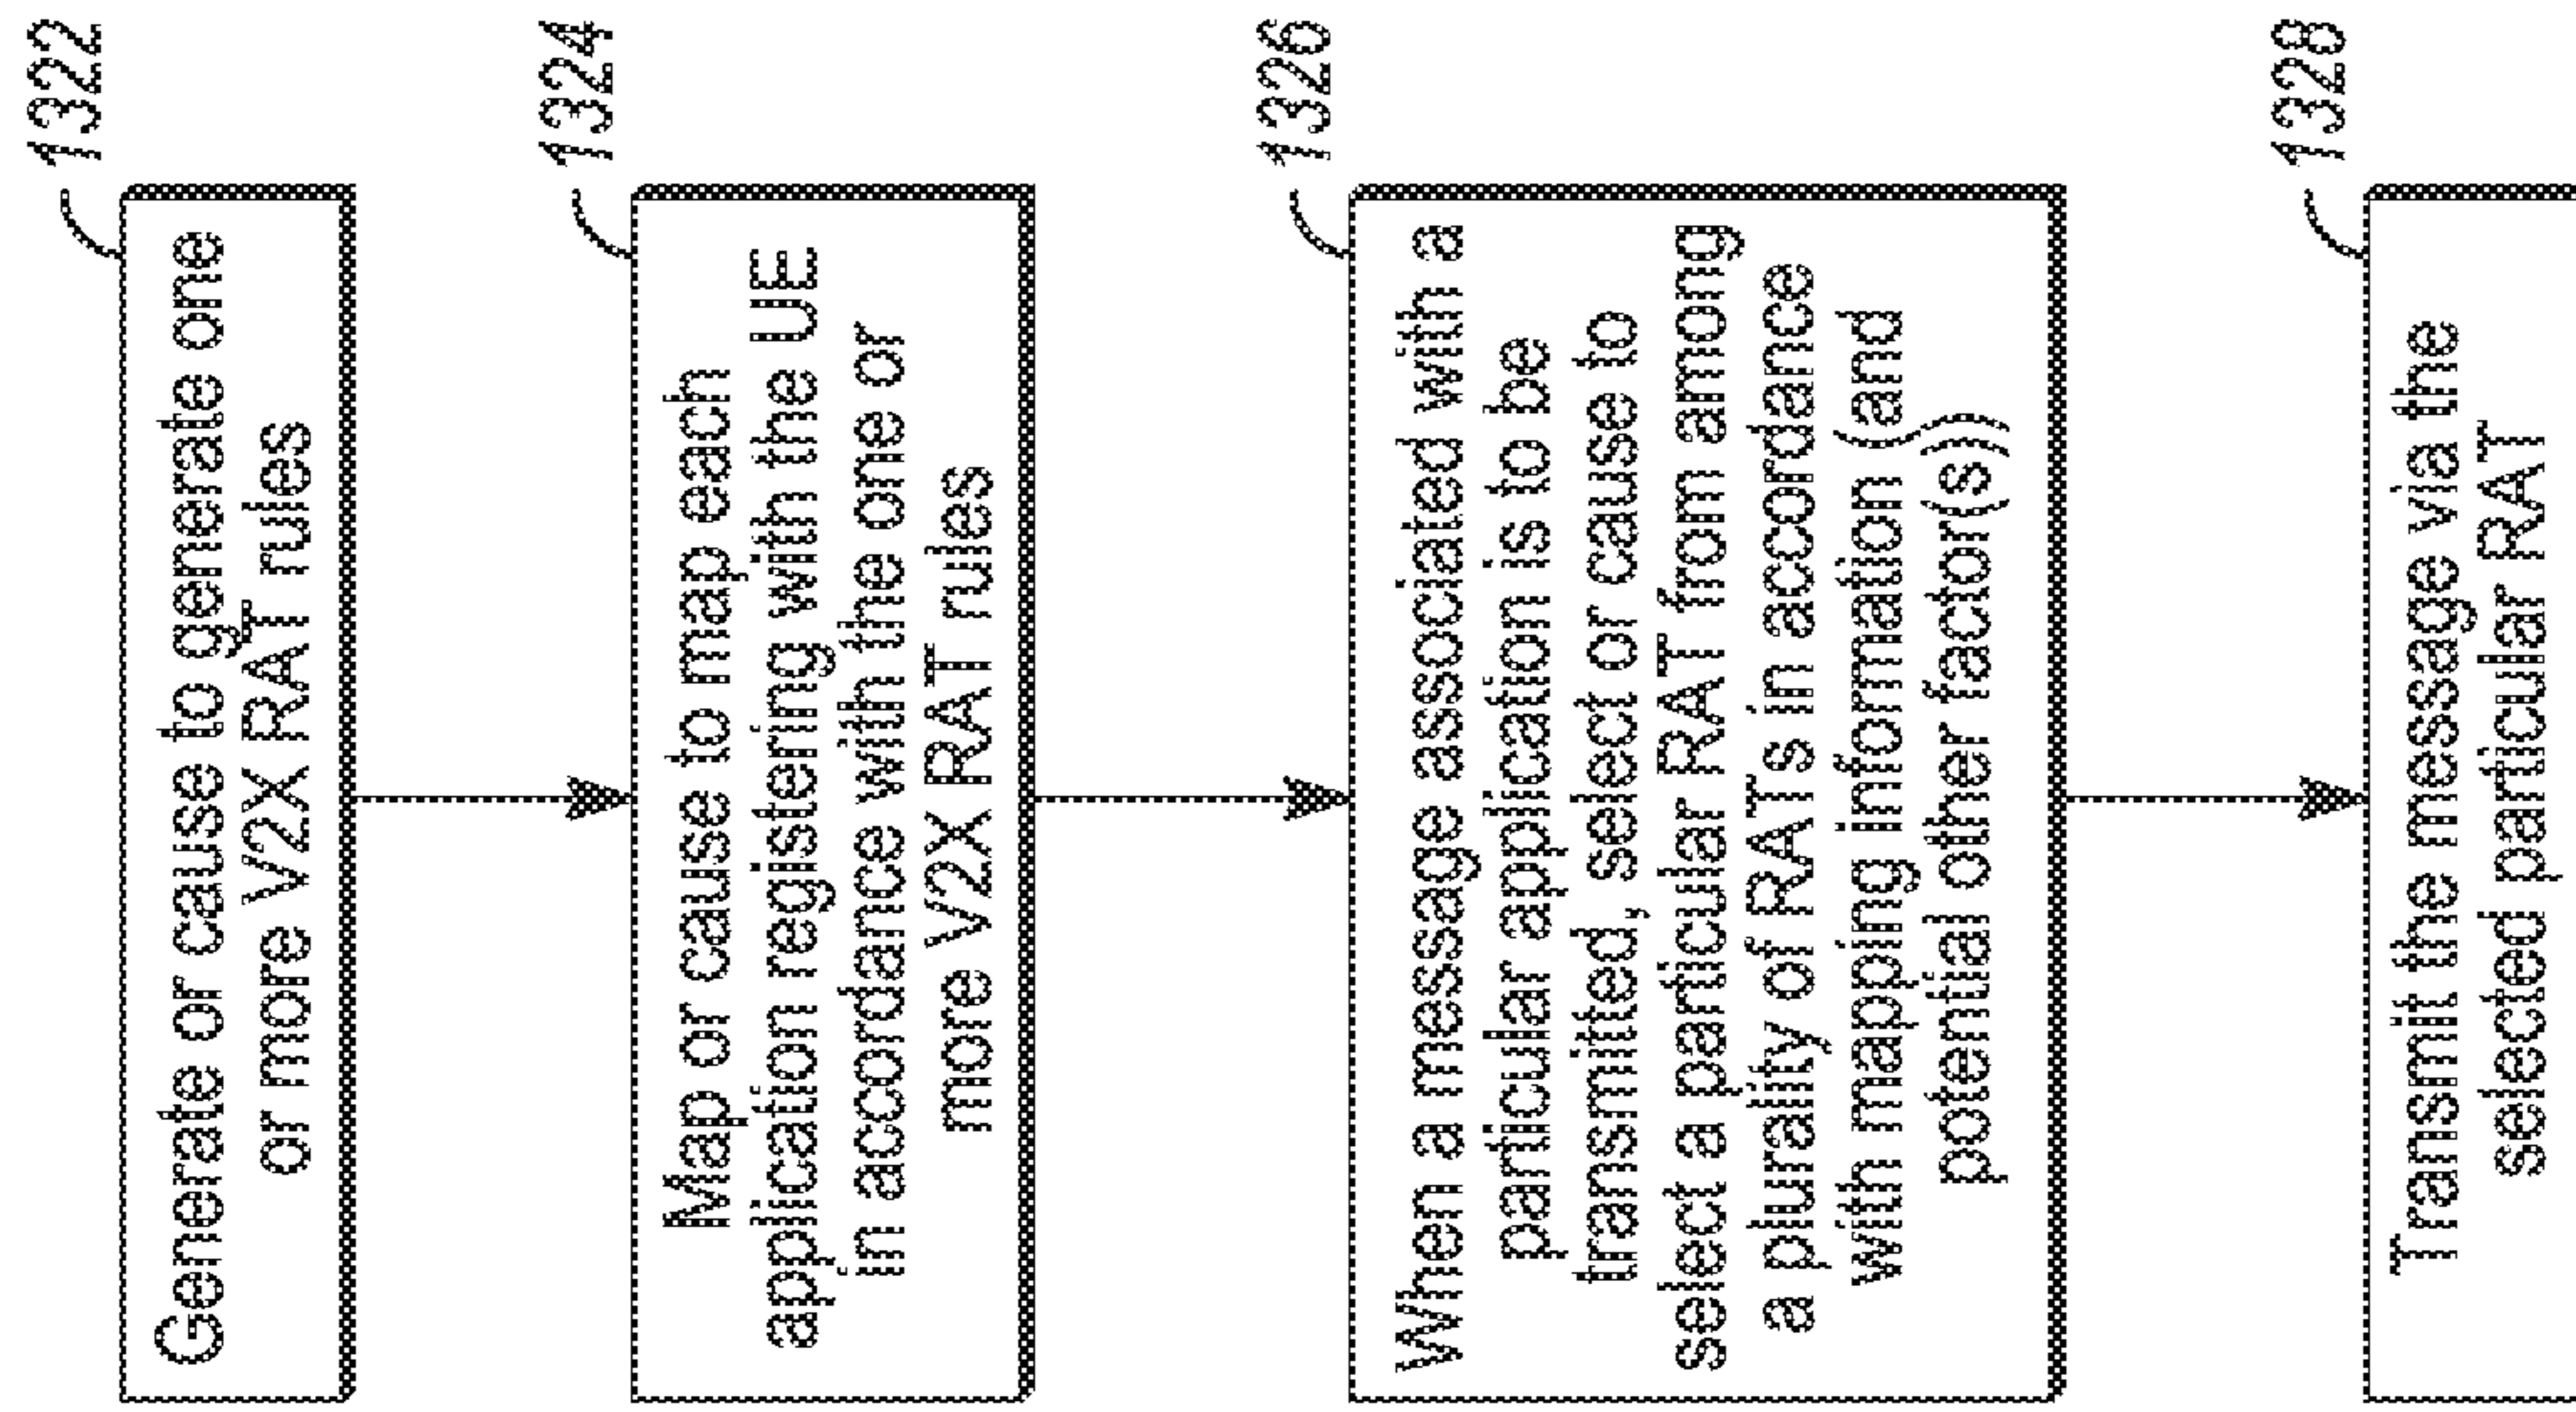 1322
Generate or cause to generate one
or more V2X RAT rules
1324
Map or cause to map each
application registering with the UE
in accordance with the one or
more V2X RAT rules
1326
When a message associated with a
particular application is to be
transmitted, select or cause to
select a particular RAT from among
a plurality of RATs in accordance
with mapping information (and
potential other factor(s)))
1328
Transmit the message via the
selected particular RAT